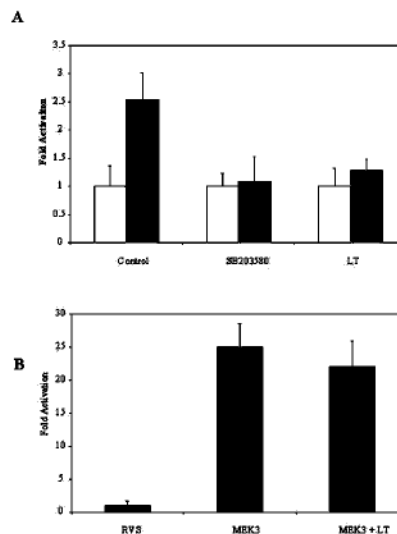 A
3.5
3
2.5
2
1.5
1
0.5
0
Fold Activation
Control SB203580 LT
B
30
25
20
15
10
5
0
Fold Activation
RVS MEK3 MEK3 + LT